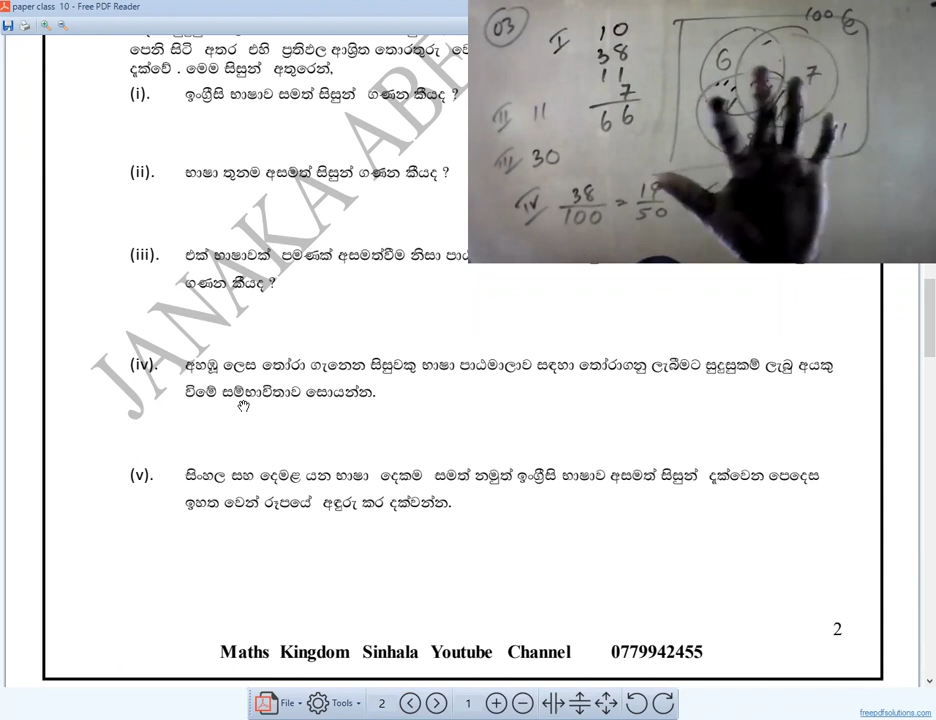 paper class 10 - Free PDF Reader
පෙනි සිටි අතර එහි ප්‍රතිඵල ආශ්‍රිත තොරතුරු
දැක්වේ . මෙම සිසුන් අතුරෙන්,
(i). ඉංග්‍රීසි භාෂාව සමත් සිසුන් ගණන කීයද ?
(ii). භාෂා තුනම අසමත් සිසුන් ගණන කීයද ?
(iii). එක් භාෂාවක් පමණක් අසමත්වීම නිසා
ගණන කීයද ?
(iv). අහඹු ලෙස තෝරා ගැනෙන සිසුවකු භාෂා පාඨමාලාව සඳහා තෝරාගනු ලැබීමට සුදුසුකම් ලැබු අයකු
විමේ සම්භාවිතාව සොයන්න.
(v). සිංහල සහ දෙමළ යන භාෂා දෙකම සමත් නමුත් ඉංග්‍රීසි භාෂාව අසමත් සිසුන් දැක්වෙන පෙදෙස
ඉහත වෙන් රූපයේ අඳුරු කර දක්වන්න.
JANAKA
2
Maths Kingdom Sinhala Youtube Channel 0779942455
03
I 10
38
11
7
66
II 11
III 30
IV 38/100 = 19/50
100
6
7
File
Tools
2
1
freepdfsolutions.com